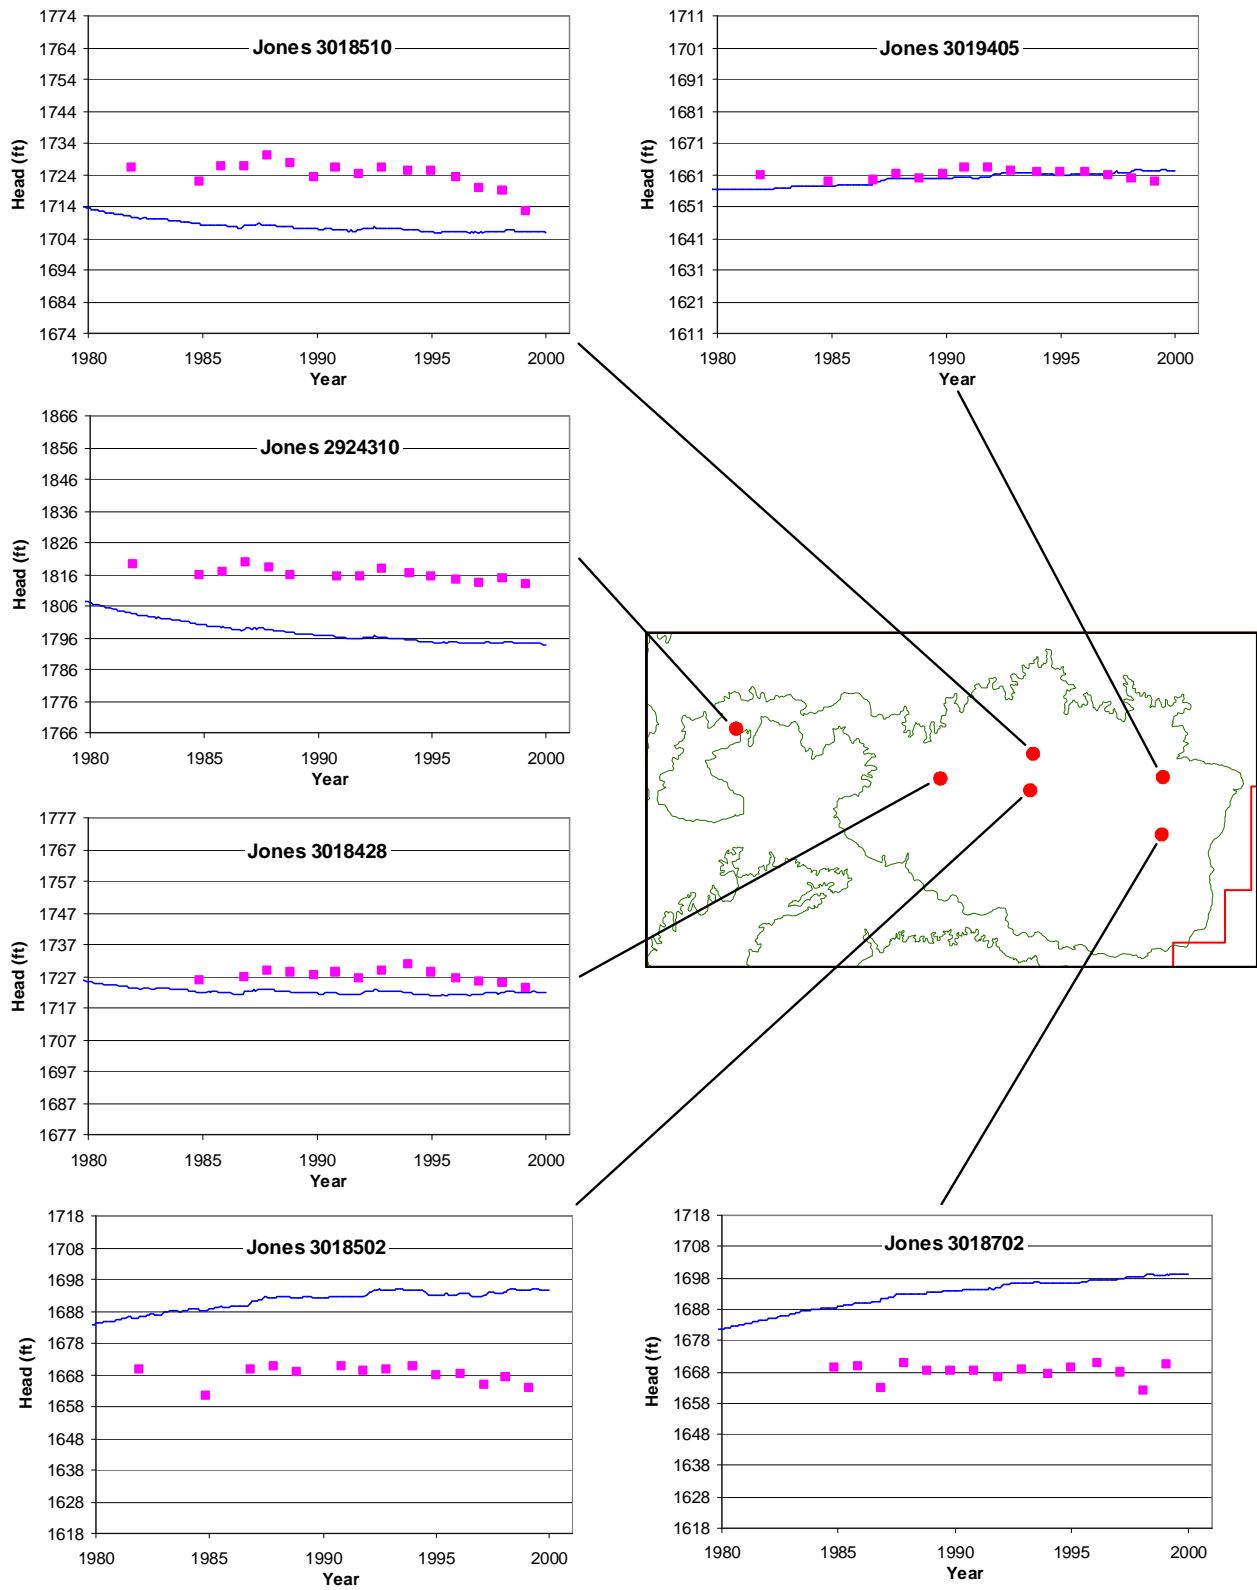 Jones 3018510
Head (ft)
1774
1764
1754
1744
1734
1724
1714
1704
1694
1684
1674
1980 1985 1990 1995 2000
Year
Jones 3019405
Head (ft)
1711
1701
1691
1681
1671
1661
1651
1641
1631
1621
1611
1980 1985 1990 1995 2000
Year
Jones 2924310
Head (ft)
1866
1856
1846
1836
1826
1816
1806
1796
1786
1776
1766
1980 1985 1990 1995 2000
Year
Jones 3018428
Head (ft)
1777
1767
1757
1747
1737
1727
1717
1707
1697
1687
1677
1980 1985 1990 1995 2000
Year
Jones 3018502
Head (ft)
1718
1708
1698
1688
1678
1668
1658
1648
1638
1628
1618
1980 1985 1990 1995 2000
Year
Jones 3018702
Head (ft)
1718
1708
1698
1688
1678
1668
1658
1648
1638
1628
1618
1980 1985 1990 1995 2000
Year